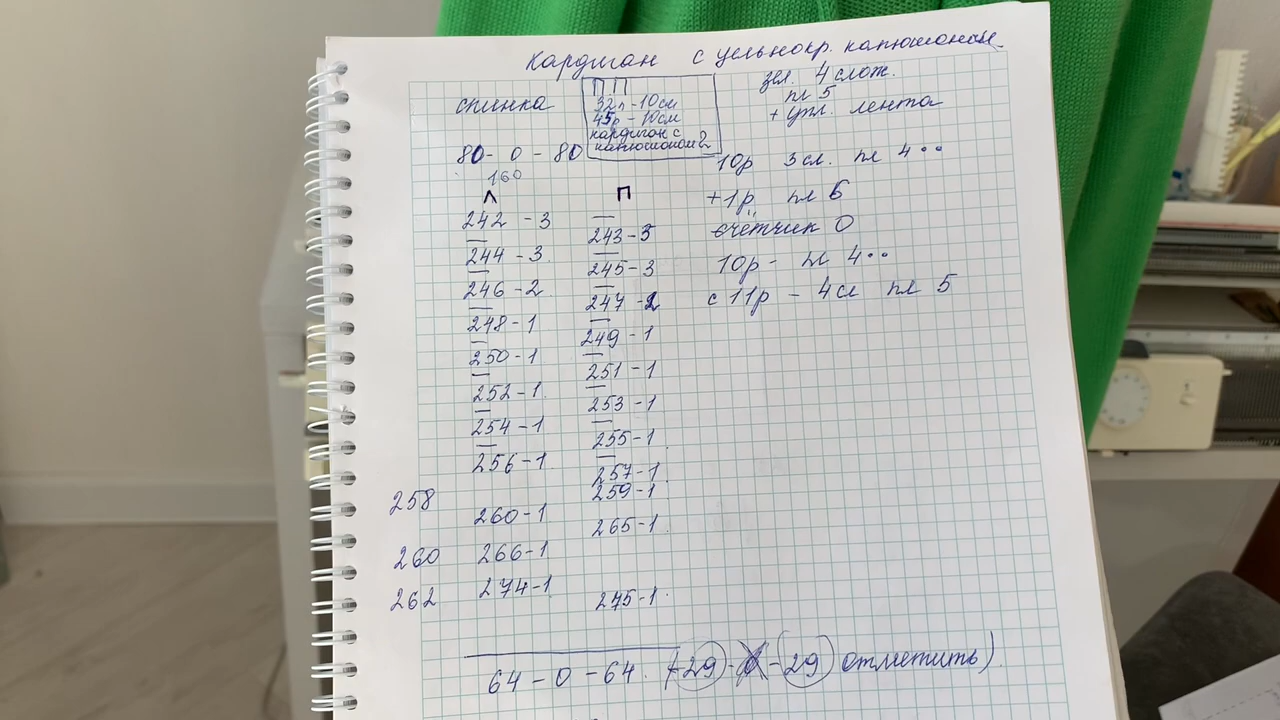 Кардиган с цельнокр. капюшоном
спинка
ПП
32п - 10см
45р - 10см
кардиган с
капюшоном 2
80 - 0 - 80
160
Л
242 - 3
244 - 3
246 - 2
248 - 1
250 - 1
252 - 1
254 - 1
256 - 1
258
260 - 1
260
266 - 1
262
274 - 1
П
243 - 3
245 - 3
247 - 2
249 - 1
251 - 1
253 - 1
255 - 1
257 - 1
259 - 1
265 - 1
275 - 1
4 слож.
пл 5
+ утл. лента
10р 3сл. пл 4••
+1р. пл 6
счётчик 0
10р - пл 4••
с 11р - 4сл пл 5
64 - 0 - 64. (29 - 0 - 29 отметить)